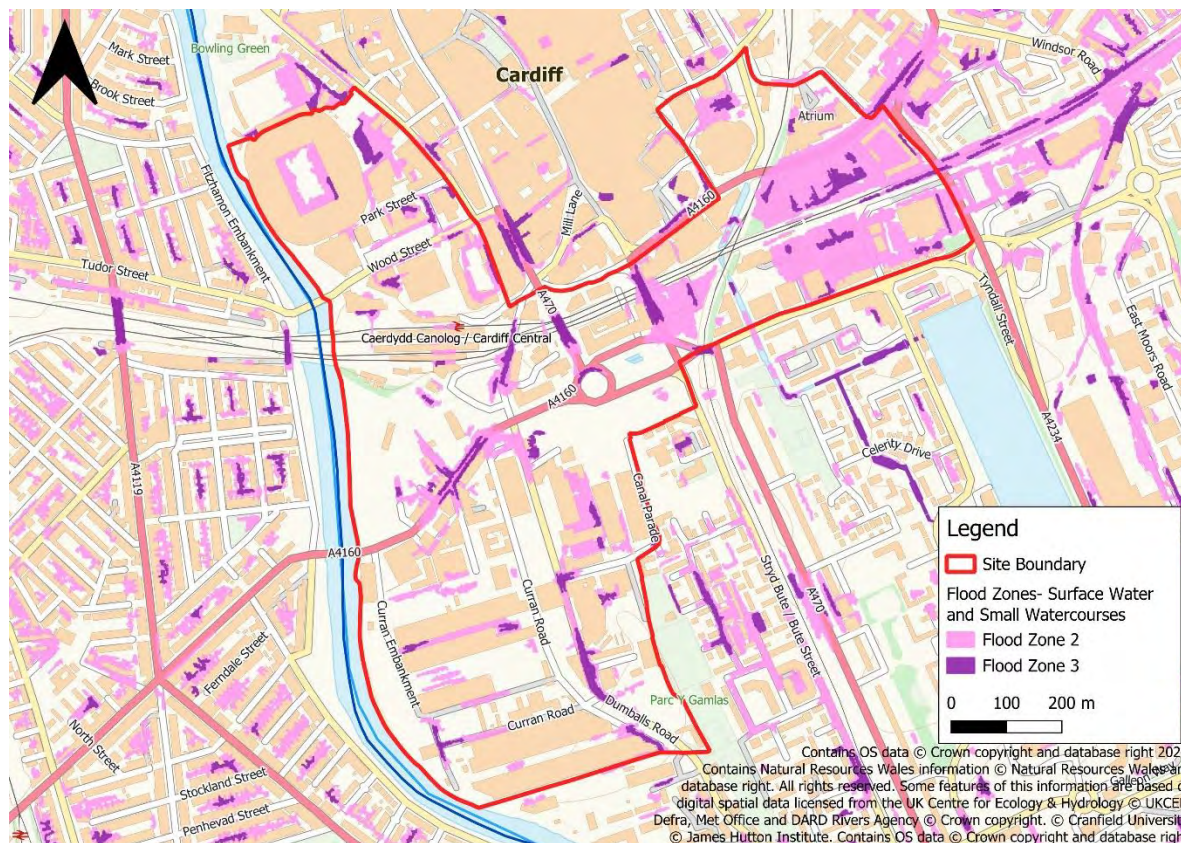 Bowling Green
Mark Street
Brook Street
Cardiff
Windsor Road
Atrium
Fitzhamon Embankment
Park Street
Mill Lane
A4160
Wood Street
Tudor Street
A470
Caerdydd Canolog / Cardiff Central
Tyndall Street
East Moors Road
A4160
A4119
Canal Parade
Celerity Drive
A4234
A4160
Curran Embankment
Curran Road
Stryd Bute / Bute Street
A470
Ferndale Street
North Street
Curran Road
Dumballs Road
Parc Y Gamlas
Stockland Street
Penhevad Street
Legend
Site Boundary
Flood Zones- Surface Water
and Small Watercourses
Flood Zone 2
Flood Zone 3
0 100 200 m
Contains OS data © Crown copyright and database right 202
Contains Natural Resources Wales information © Natural Resources Wales an
database right. All rights reserved. Some features of this information are based o
digital spatial data licensed from the UK Centre for Ecology & Hydrology © UKCE
Defra, Met Office and DARD Rivers Agency © Crown copyright. © Cranfield Universit
© James Hutton Institute. Contains OS data © Crown copyright and database righ